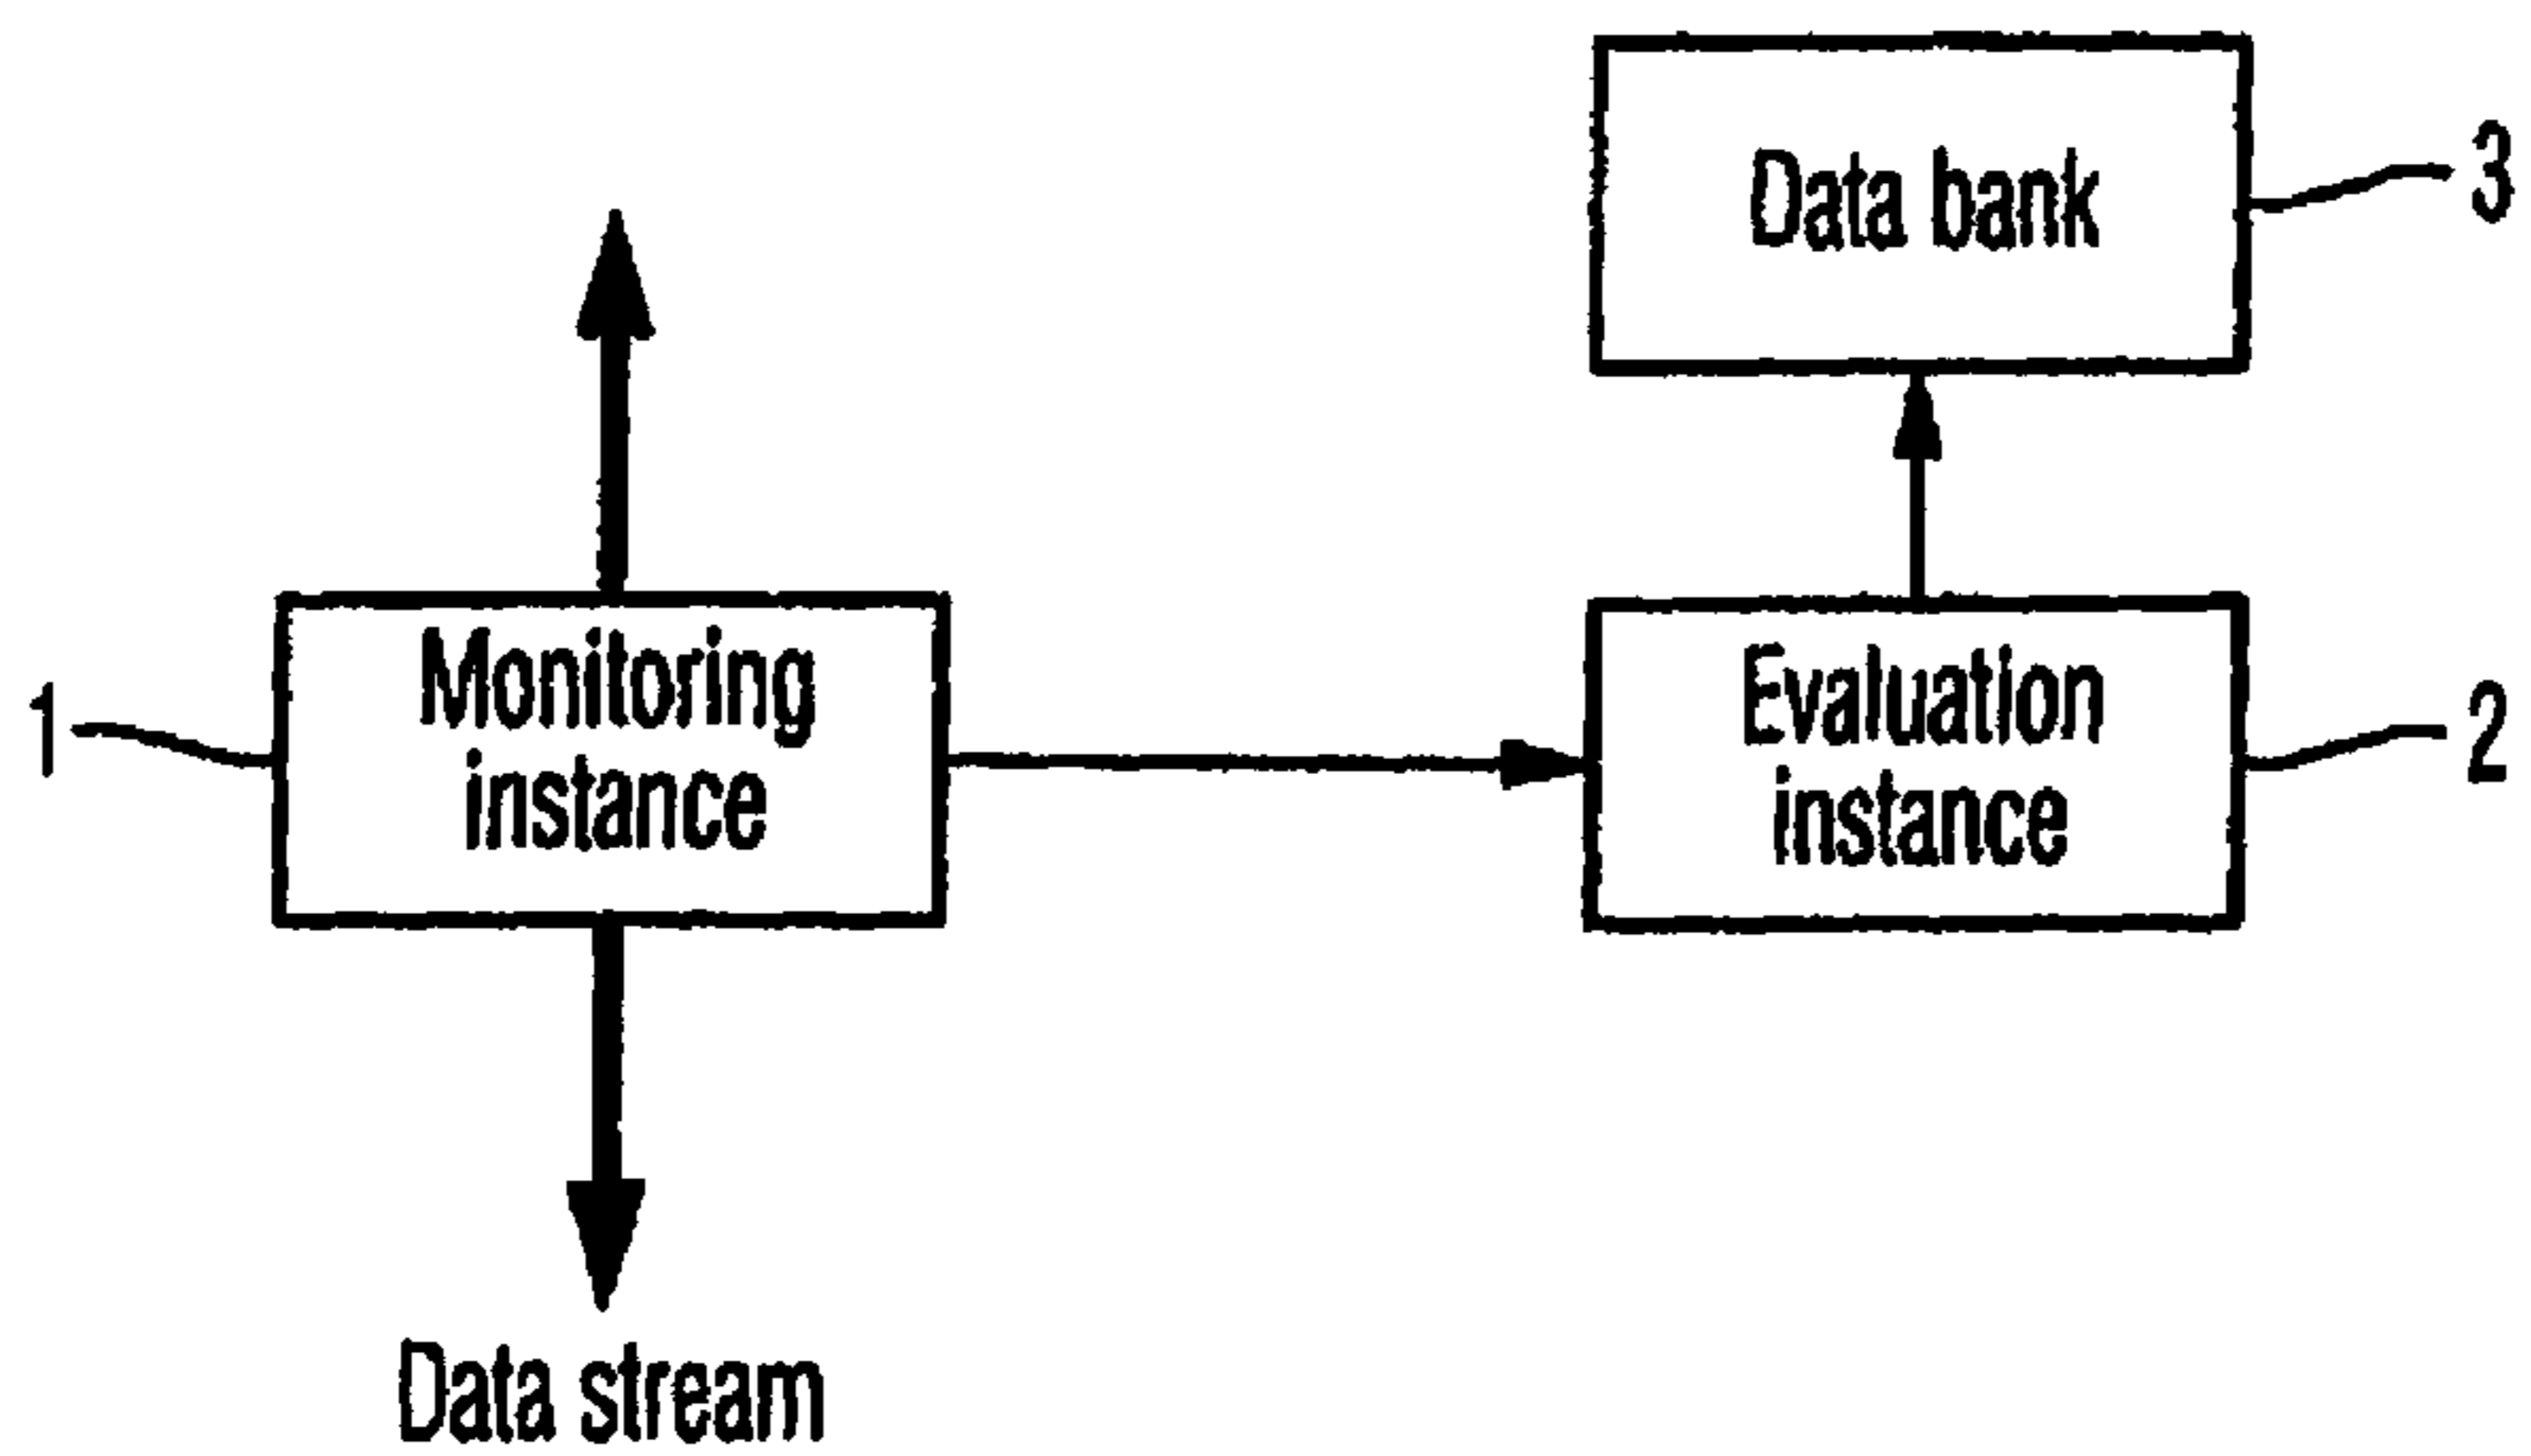 Data bank
3
1
Monitoring
instance
Evaluation
instance
2
Data stream